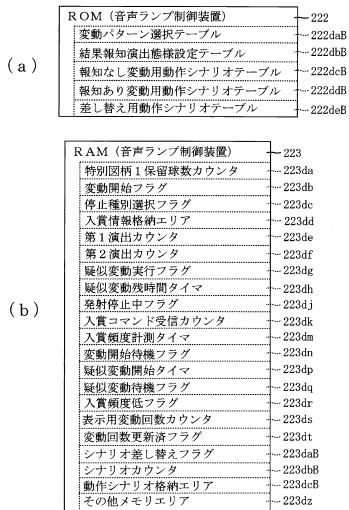 (a)
ROM（音声ランプ制御装置） 222
変動パターン選択テーブル 222daB
結果報知演出態様設定テーブル 222dbB
報知なし変動用動作シナリオテーブル 222dcB
報知あり変動用動作シナリオテーブル 222ddB
差し替え用動作シナリオテーブル 222deB
(b)
RAM（音声ランプ制御装置） 223
特別図柄１保留球数カウンタ 223da
変動開始フラグ 223db
停止種別選択フラグ 223dc
入賞情報格納エリア 223dd
第１演出カウンタ 223de
第２演出カウンタ 223df
疑似変動実行フラグ 223dg
疑似変動残時間タイマ 223dh
発射停止中フラグ 223dj
入賞コマンド受信カウンタ 223dk
入賞頻度計測タイマ 223dm
変動開始待機フラグ 223dn
疑似変動開始タイマ 223dp
疑似変動待機フラグ 223dq
入賞頻度低フラグ 223dr
表示用変動回数カウンタ 223ds
変動回数更新済フラグ 223dt
シナリオ差し替えフラグ 223daB
シナリオカウンタ 223dbB
動作シナリオ格納エリア 223dcB
その他メモリエリア 223dz